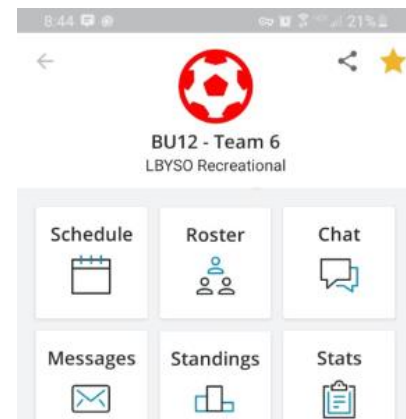 8:44 21%
BU12 - Team 6
LBYSO Recreational
Schedule Roster Chat
Messages Standings Stats